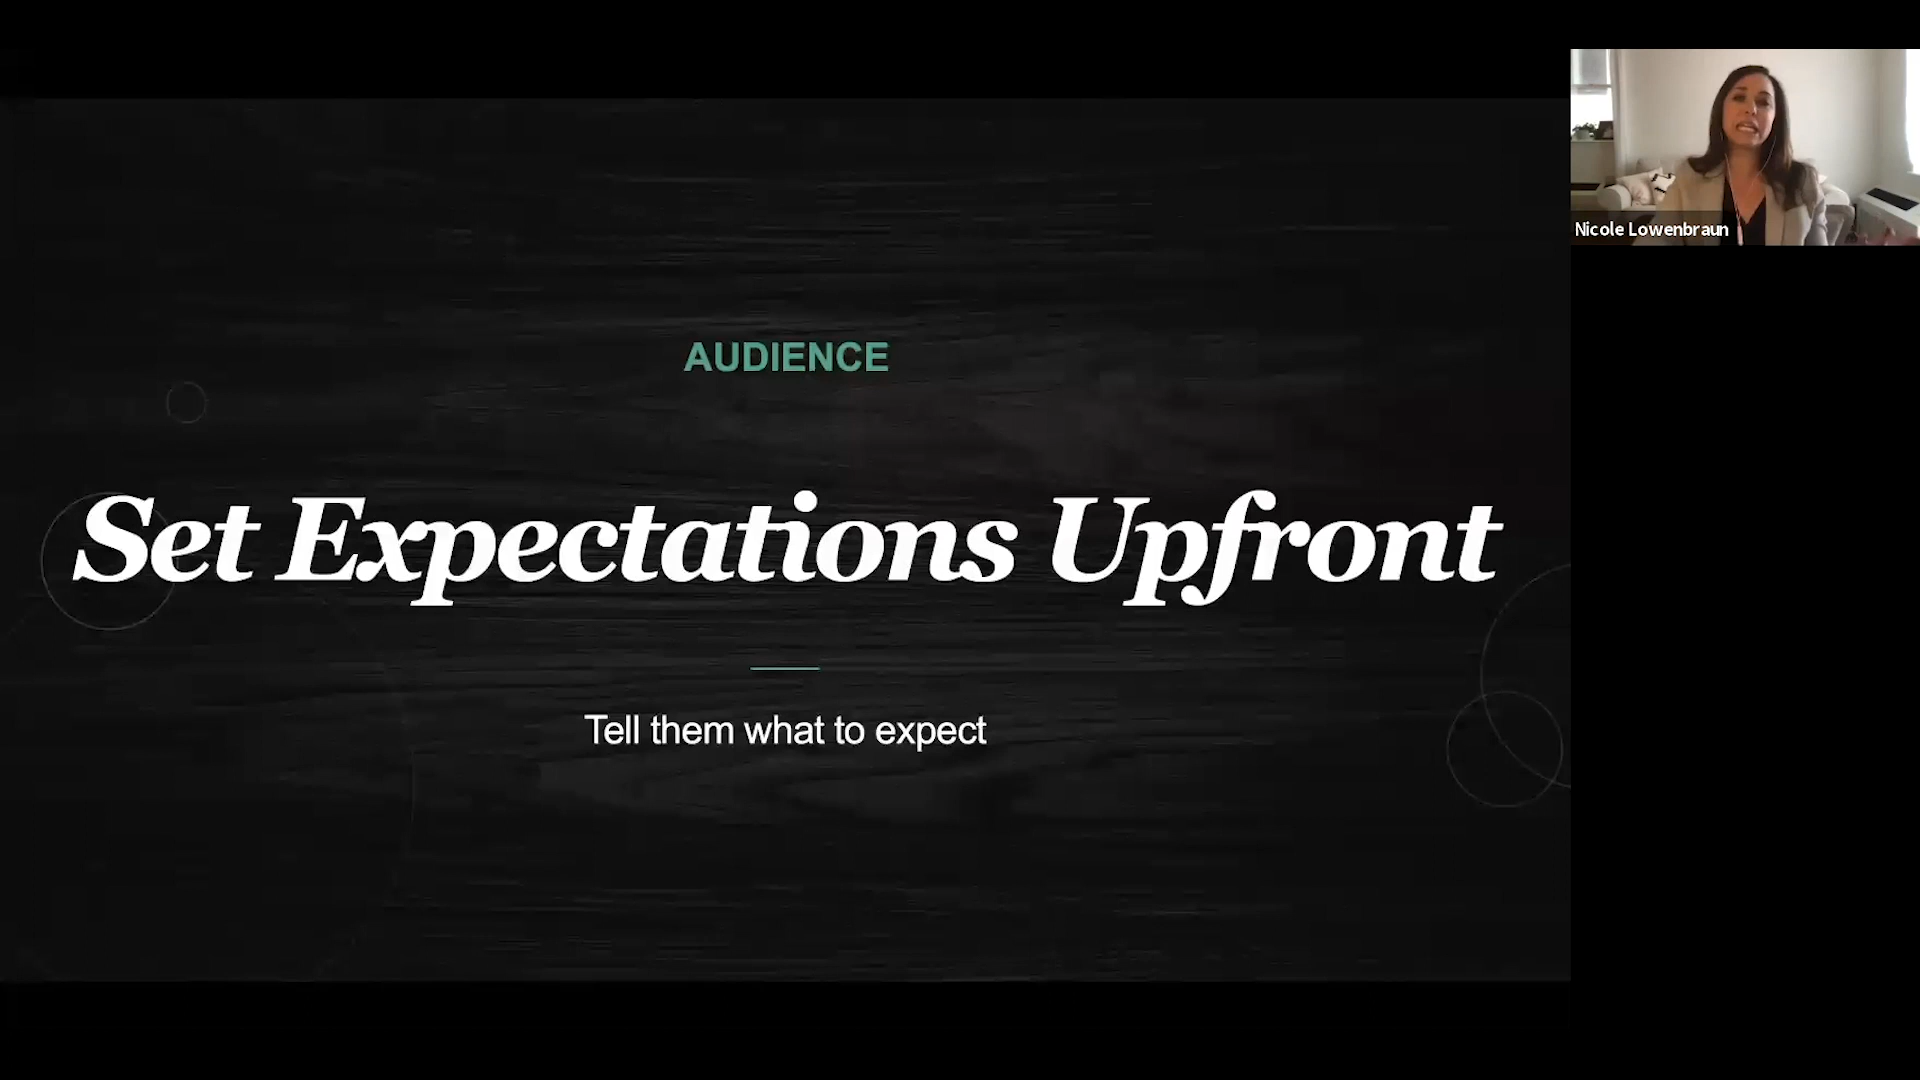 AUDIENCE
Set Expectations Upfront
Tell them what to expect
Nicole Lowenbraun